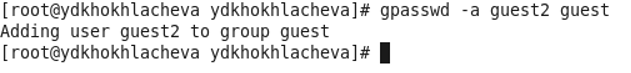 [root@ydkhokhlacheva ydkhokhlacheva]# gpasswd -a guest2 guest
Adding user guest2 to group guest
[root@ydkhokhlacheva ydkhokhlacheva]#